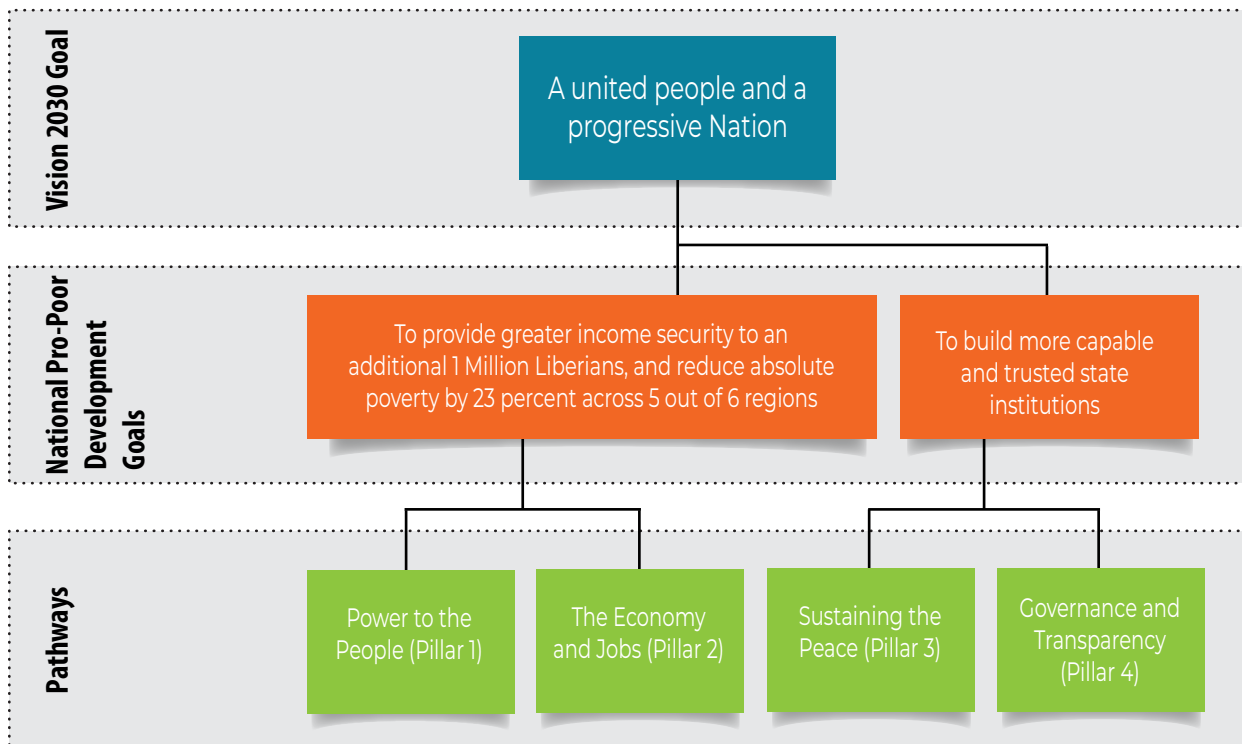 Vision 2030 Goal
A united people and a
progressive Nation
National Pro-Poor
Development
Goals
To provide greater income security to an
additional 1 Million Liberians, and reduce absolute
poverty by 23 percent across 5 out of 6 regions
To build more capable
and trusted state
institutions
Pathways
Power to the
People (Pillar 1)
The Economy
and Jobs (Pillar 2)
Sustaining the
Peace (Pillar 3)
Governance and
Transparency
(Pillar 4)